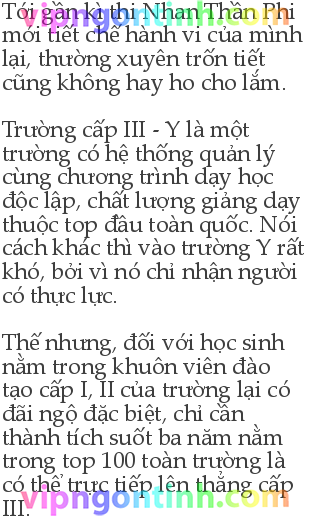 Tới gần kì thi Nhan Thần Phi
vipngontinh.com
mới tiết chế hành vi của mình
lại, thường xuyên trốn tiết
cũng không hay ho cho lắm.
Trường cấp III - Y là một
trường có hệ thống quản lý
cùng chương trình dạy học
độc lập, chất lượng giảng dạy
thuộc top đầu toàn quốc. Nói
cách khác thì vào trường Y rất
khó, bởi vì nó chỉ nhận người
có thực lực.
Thế nhưng, đối với học sinh
nằm trong khuôn viên đào
tạo cấp I, II của trường lại có
đãi ngộ đặc biệt, chỉ cần
thành tích suốt ba năm nằm
trong top 100 toàn trường là
có thể trực tiếp lên thẳng cấp
vipngontinh.com
III.